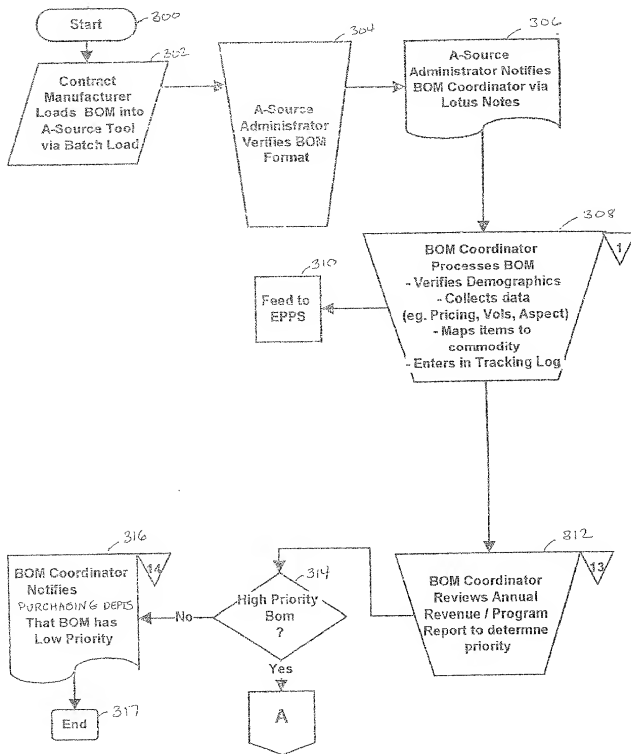 Start
300
302
Contract
Manufacturer
Loads BOM into
A-Source Tool
via Batch Load
304
A-Source
Administrator
Verifies BOM
Format
306
A-Source
Administrator Notifies
BOM Coordinator via
Lotus Notes
308
1
BOM Coordinator
Processes BOM
- Verifies Demographics
- Collects data
(eg. Pricing, Vols, Aspect)
- Maps items to
commodity
- Enters in Tracking Log
310
Feed to
EPPS
812
13
BOM Coordinator
Reviews Annual
Revenue / Program
Report to determne
priority
314
High Priority
Bom
?
No
Yes
A
316
14
BOM Coordinator
Notifies
PURCHASING DEPTS
That BOM has
Low Priority
End
317